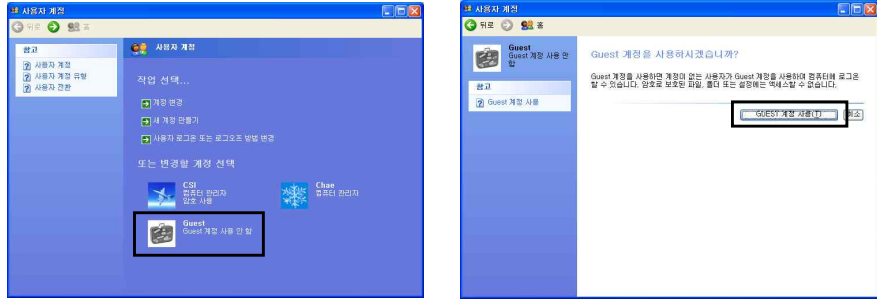 사용자 계정
뒤로 홈
참고
사용자 계정
사용자 계정 유형
사용자 전환
사용자 계정
작업 선택...
계정 변경
새 계정 만들기
사용자 로그온 또는 로그오프 방법 변경
또는 변경할 계정 선택
CSI
컴퓨터 관리자
암호 사용
Chae
컴퓨터 관리자
Guest
Guest 계정 사용 안 함
사용자 계정
뒤로 홈
Guest
Guest 계정 사용 안
함
참고
Guest 계정 사용
Guest 계정을 사용하시겠습니까?
Guest 계정을 사용하면 계정이 없는 사용자가 Guest 계정을 사용하여 컴퓨터에 로그온
할 수 있습니다. 암호로 보호된 파일, 폴더 또는 설정에는 액세스할 수 없습니다.
GUEST 계정 사용(T) 취소